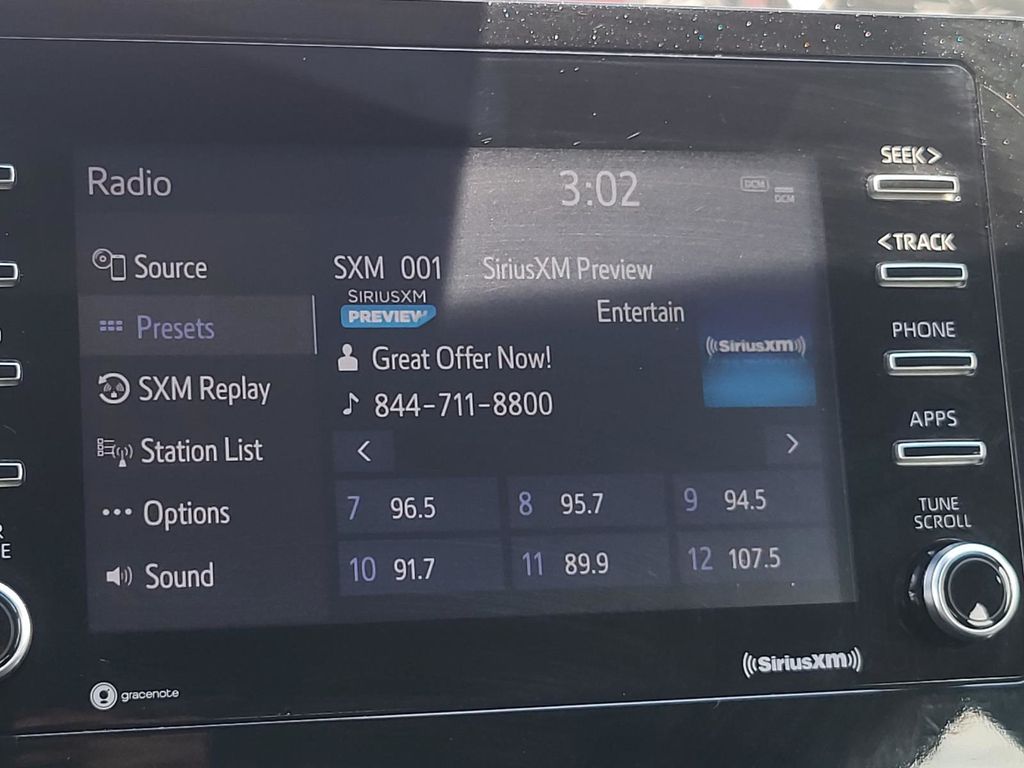 Radio
3:02
DCM
DCM
Source
Presets
SXM Replay
Station List
Options
Sound
SXM 001 SiriusXM Preview
SIRIUSXM
PREVIEW
Entertain
Great Offer Now!
844-711-8800
SiriusXM
< >
7 96.5 8 95.7 9 94.5
10 91.7 11 89.9 12 107.5
SEEK>
<TRACK
PHONE
APPS
TUNE
SCROLL
gracenote
SiriusXM